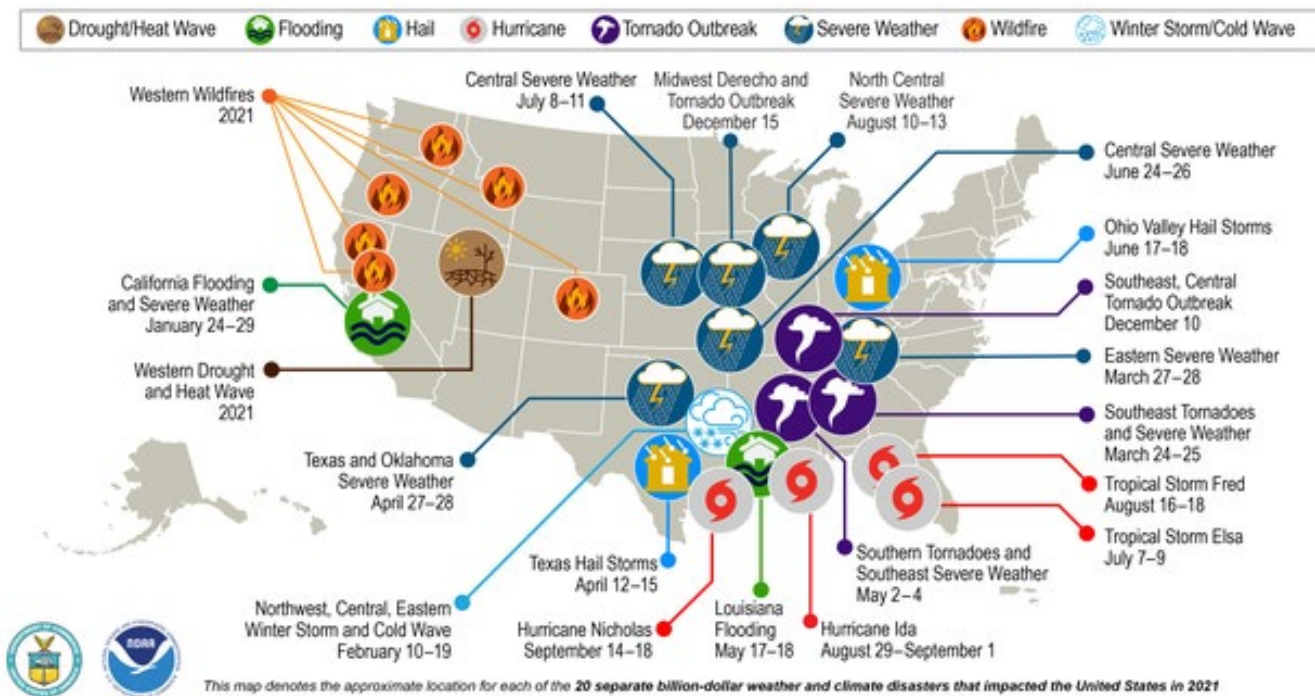 Drought/Heat Wave
Flooding
Hail
Hurricane
Tornado Outbreak
Severe Weather
Wildfire
Winter Storm/Cold Wave
Western Wildfires
2021
Central Severe Weather
July 8–11
Midwest Derecho and
Tornado Outbreak
December 15
North Central
Severe Weather
August 10–13
Central Severe Weather
June 24–26
Ohio Valley Hail Storms
June 17–18
California Flooding
and Severe Weather
January 24–29
Southeast, Central
Tornado Outbreak
December 10
Eastern Severe Weather
March 27–28
Western Drought
and Heat Wave
2021
Southeast Tornadoes
and Severe Weather
March 24–25
Texas and Oklahoma
Severe Weather
April 27–28
Tropical Storm Fred
August 16–18
Tropical Storm Elsa
July 7–9
Texas Hail Storms
April 12–15
Southern Tornadoes and
Southeast Severe Weather
May 2–4
Northwest, Central, Eastern
Winter Storm and Cold Wave
February 10–19
Hurricane Nicholas
September 14–18
Louisiana
Flooding
May 17–18
Hurricane Ida
August 29–September 1
NOAA
This map denotes the approximate location for each of the 20 separate billion-dollar weather and climate disasters that impacted the United States in 2021